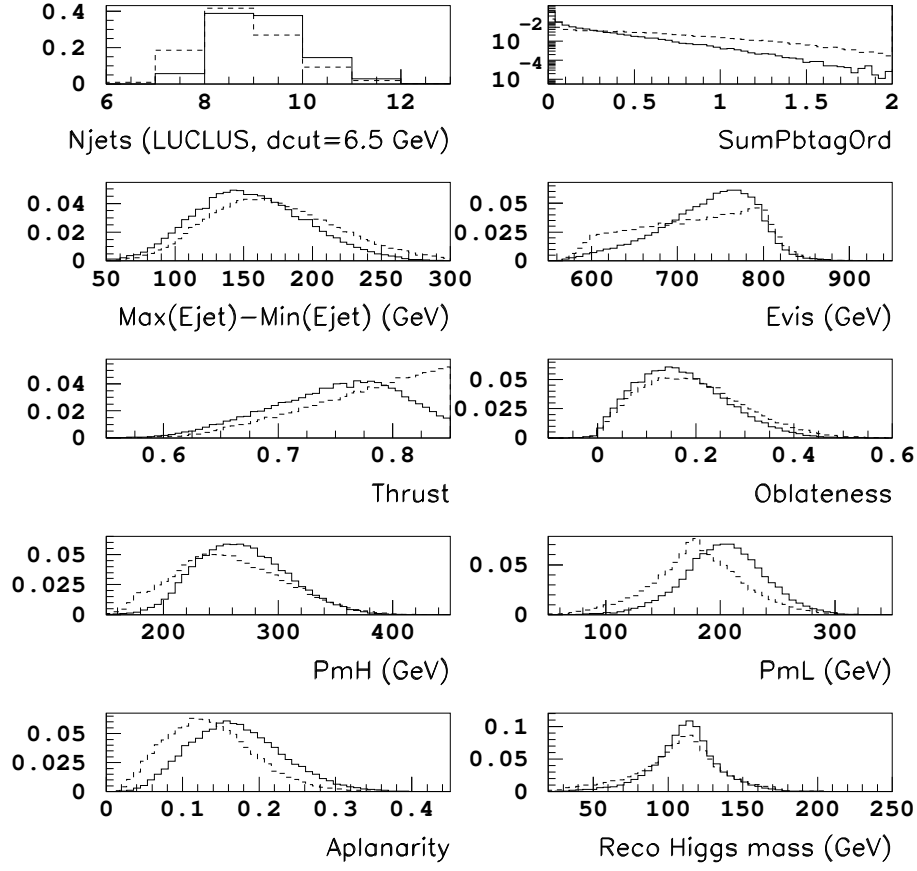 0.4
0.2
0
6 8 10 12
Njets (LUCLUS, dcut=6.5 GeV)
10 -2
10 -4
0 0.5 1 1.5 2
SumPbtagOrd
0.04
0.02
0
50 100 150 200 250 300
Max(Ejet)−Min(Ejet) (GeV)
0.05
0.025
0
600 700 800 900
Evis (GeV)
0.04
0.02
0
0.6 0.7 0.8
Thrust
0.05
0.025
0
0 0.2 0.4 0.6
Oblateness
0.05
0.025
0
200 300 400
PmH (GeV)
0.05
0
100 200 300
PmL (GeV)
0.05
0.025
0
0 0.1 0.2 0.3 0.4
Aplanarity
0.1
0.05
0
50 100 150 200 250
Reco Higgs mass (GeV)